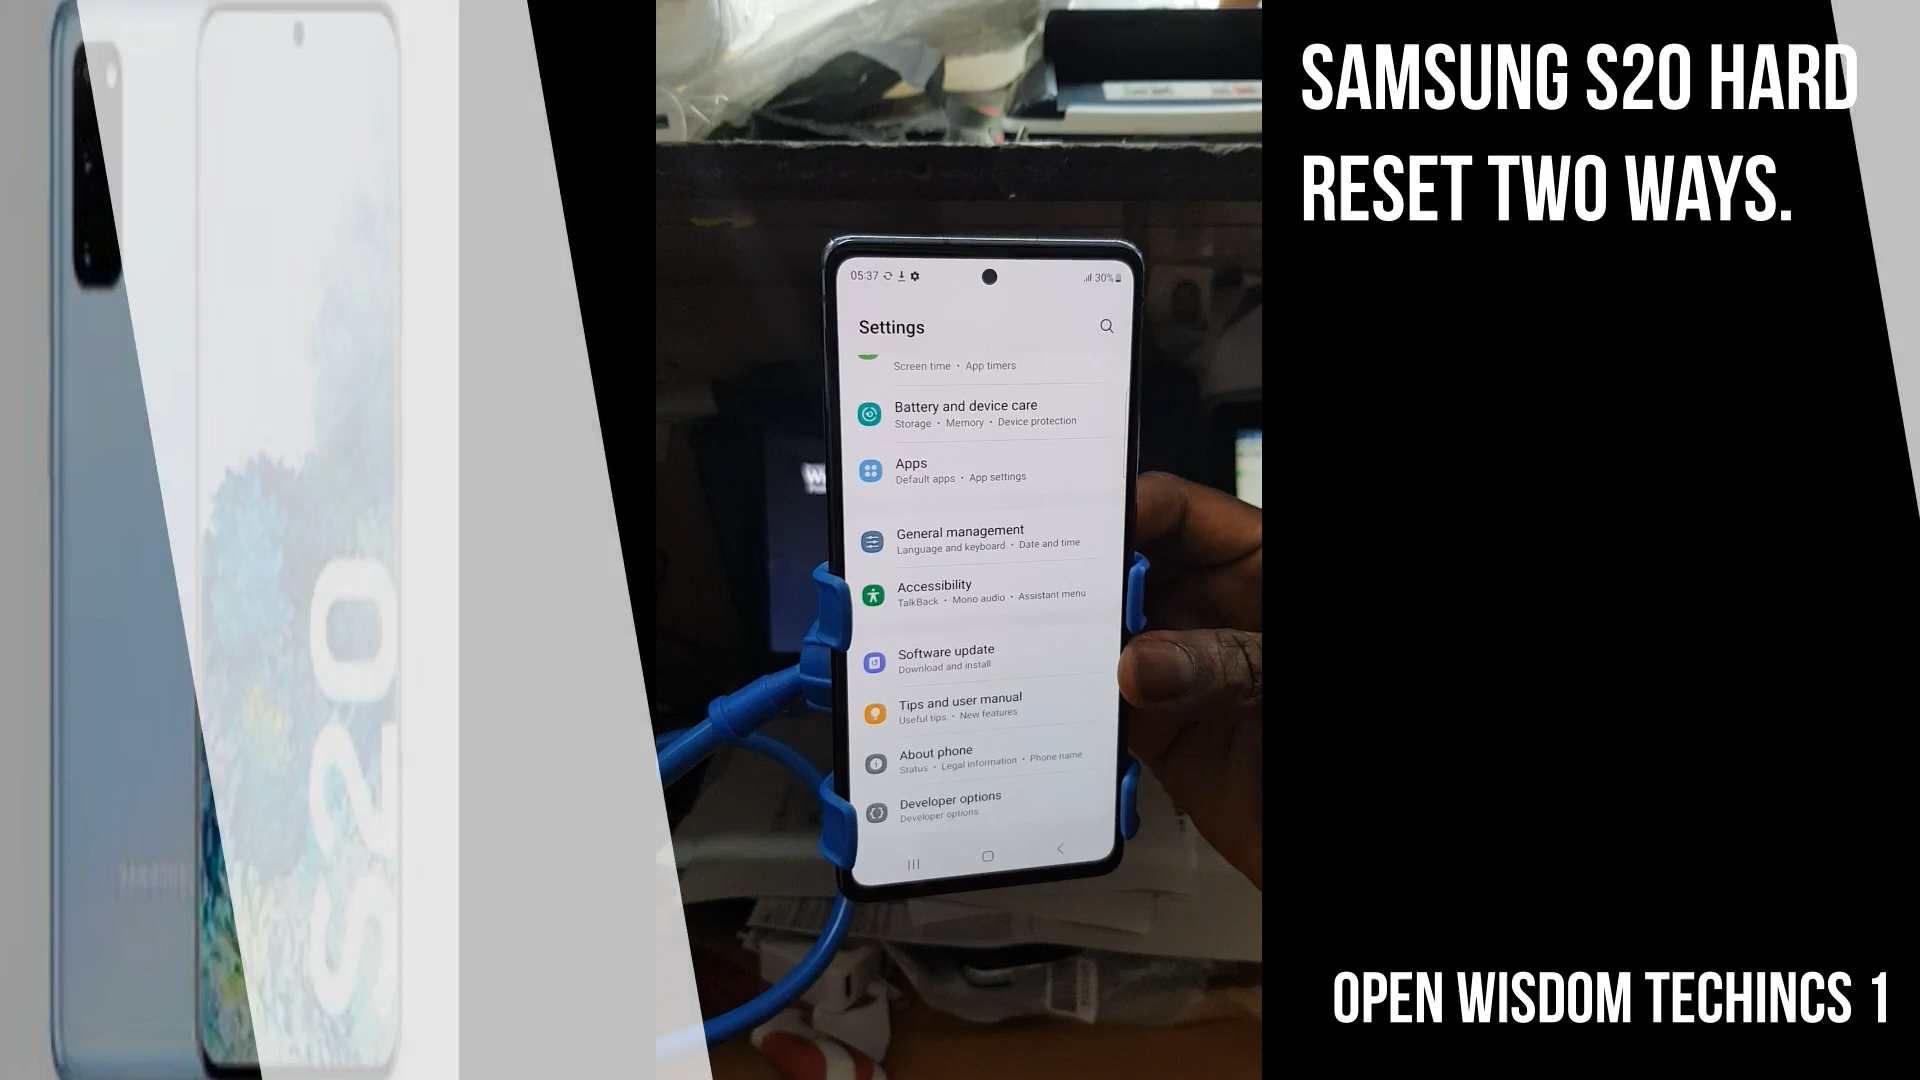 SAMSUNG S20 HARD
RESET TWO WAYS.
S20
05:37
30%
Settings
Screen time • App timers
Battery and device care
Storage • Memory • Device protection
Apps
Default apps • App settings
General management
Language and keyboard • Date and time
Accessibility
TalkBack • Mono audio • Assistant menu
Software update
Download and install
Tips and user manual
Useful tips • New features
About phone
Status • Legal information • Phone name
Developer options
Developer options
OPEN WISDOM TECHINCS 1